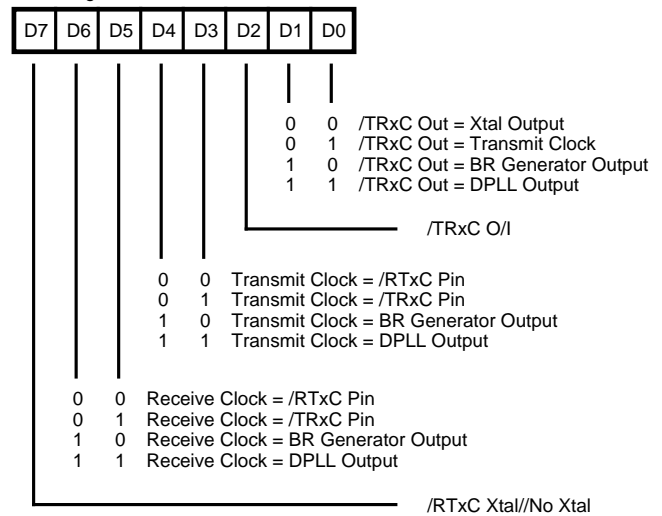 D7 D6 D5 D4 D3 D2 D1 D0
0 0 /TRxC Out = Xtal Output
0 1 /TRxC Out = Transmit Clock
1 0 /TRxC Out = BR Generator Output
1 1 /TRxC Out = DPLL Output
/TRxC O/I
0 0 Transmit Clock = /RTxC Pin
0 1 Transmit Clock = /TRxC Pin
1 0 Transmit Clock = BR Generator Output
1 1 Transmit Clock = DPLL Output
0 0 Receive Clock = /RTxC Pin
0 1 Receive Clock = /TRxC Pin
1 0 Receive Clock = BR Generator Output
1 1 Receive Clock = DPLL Output
/RTxC Xtal//No Xtal